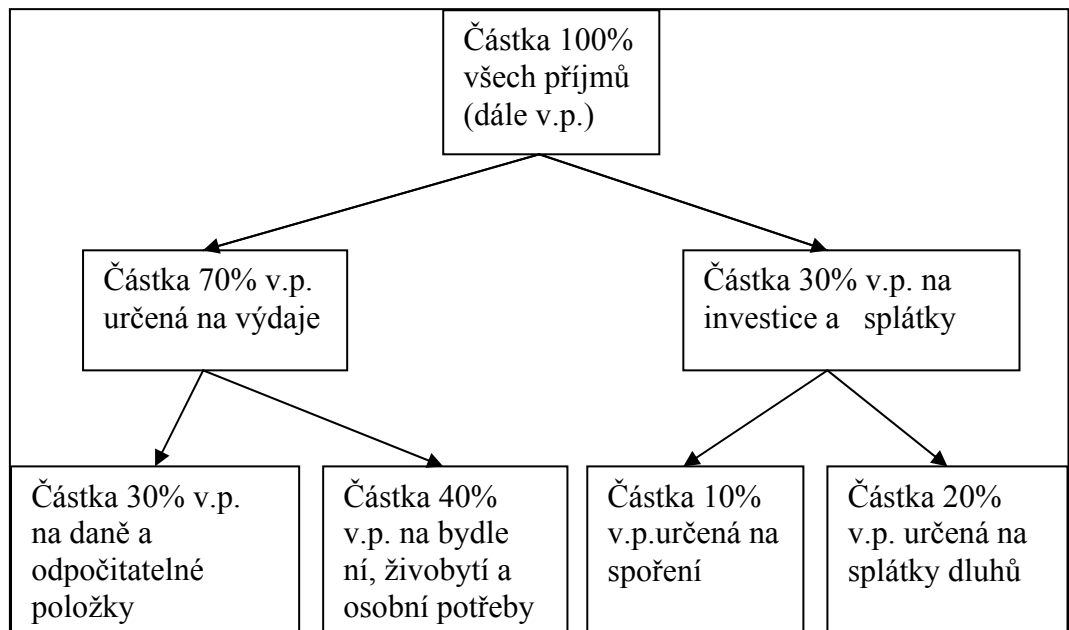 Částka 100%
všech příjmů
(dále v.p.)
Částka 70% v.p.
určená na výdaje
Částka 30% v.p. na
investice a splátky
Částka 30% v.p.
na daně a
odpočitatelné
položky
Částka 40%
v.p. na bydle
ní, živobytí a
osobní potřeby
Částka 10%
v.p.určená na
spoření
Částka 20%
v.p. určená na
splátky dluhů